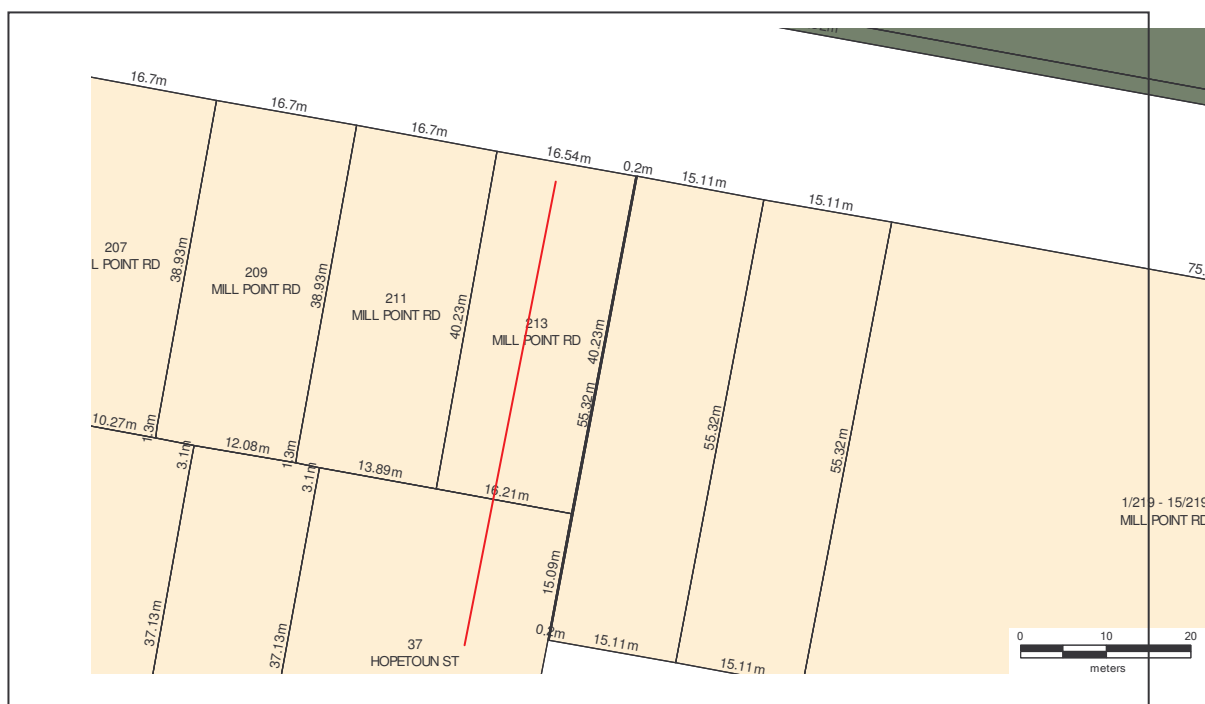 16.7m
16.7m
16.7m
16.54m
0.2m
15.11m
15.11m
75.
207
L POINT RD
38.93m
209
MILL POINT RD
38.93m
211
MILL POINT RD
40.23m
213
MILL POINT RD
40.23m
55.32m
55.32m
55.32m
10.27m
1.3m
3.1m
12.08m
1.3m
3.1m
13.89m
16.21m
1/219 - 15/219
MILL POINT RD
15.09m
37.13m
37.13m
0.2m
15.11m
15.11m
37
HOPETOUN ST
0 10 20
meters